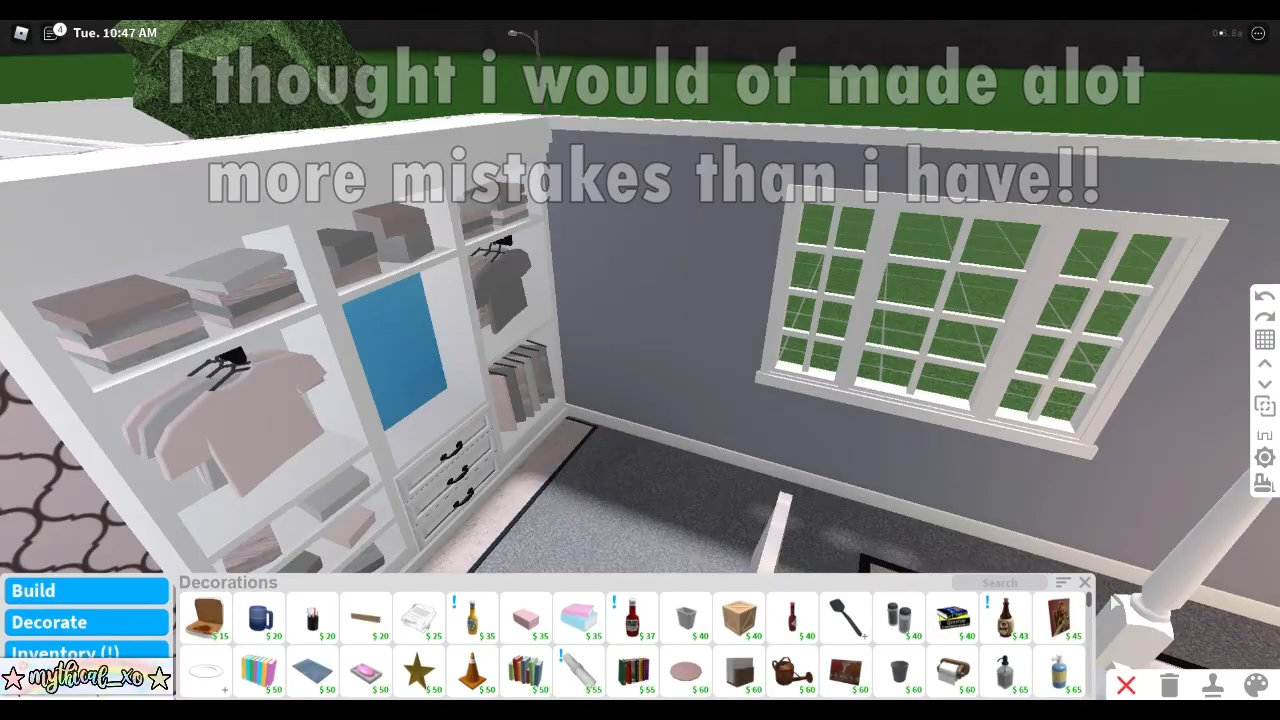 4
Tue. 10:47 AM
I thought i would of made alot
more mistakes than i have!!
Build
Decorate
Inventory (!)
mythical_xo
Decorations
Search
$15 $20 $20 $20 $25 ! $35 $35 $35 ! $37 $40 $40 $40 + $40 $40 ! $43 $45
+ $50 $50 $50 $50 $50 $50 ! $55 $55 $60 $60 $60 $60 $60 $60 $65 $65